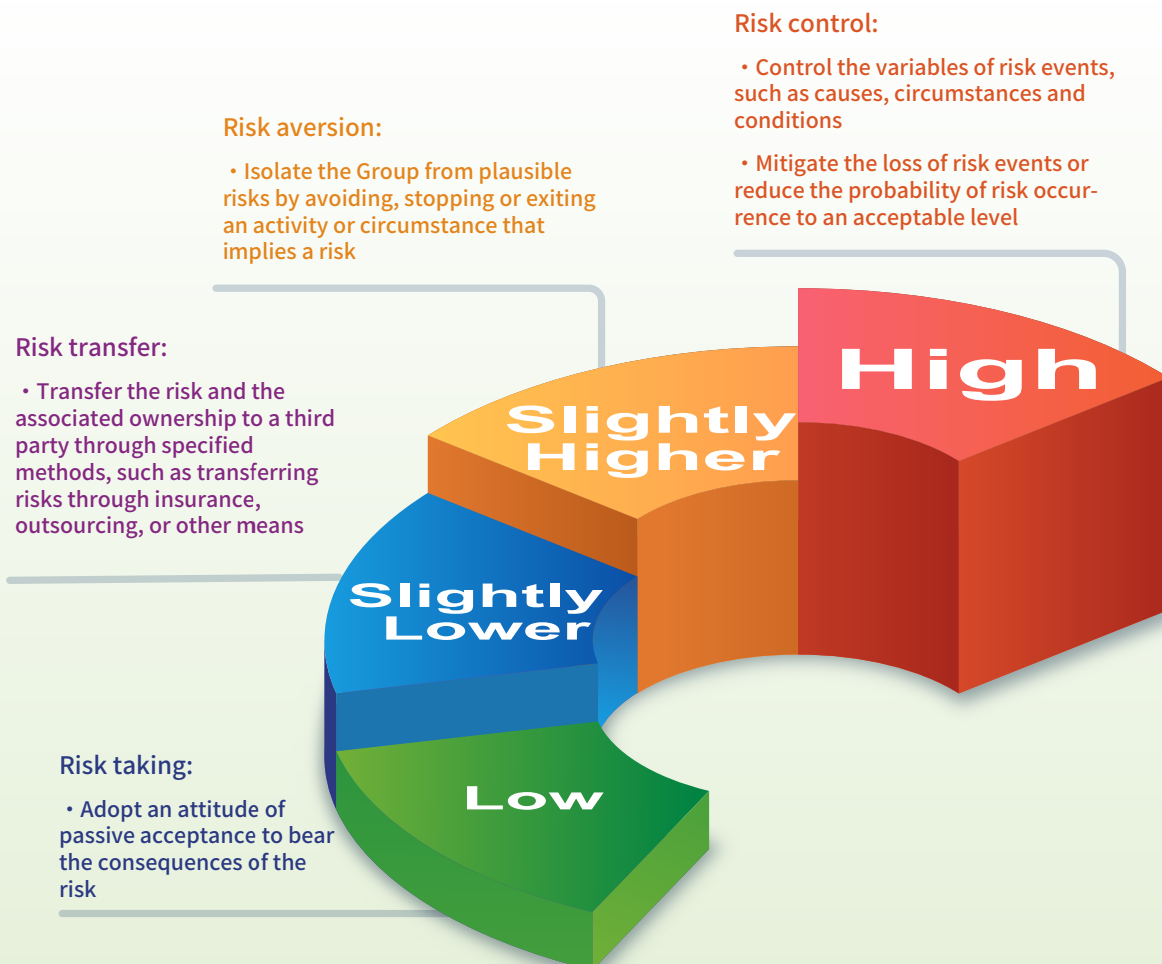 Risk control:
・Control the variables of risk events,
such as causes, circumstances and
conditions
・Mitigate the loss of risk events or
reduce the probability of risk occur-
rence to an acceptable level
Risk aversion:
・Isolate the Group from plausible
risks by avoiding, stopping or exiting
an activity or circumstance that
implies a risk
Risk transfer:
・Transfer the risk and the
associated ownership to a third
party through specified
methods, such as transferring
risks through insurance,
outsourcing, or other means
Risk taking:
・Adopt an attitude of
passive acceptance to bear
the consequences of the
risk
High
Slightly
Higher
Slightly
Lower
Low